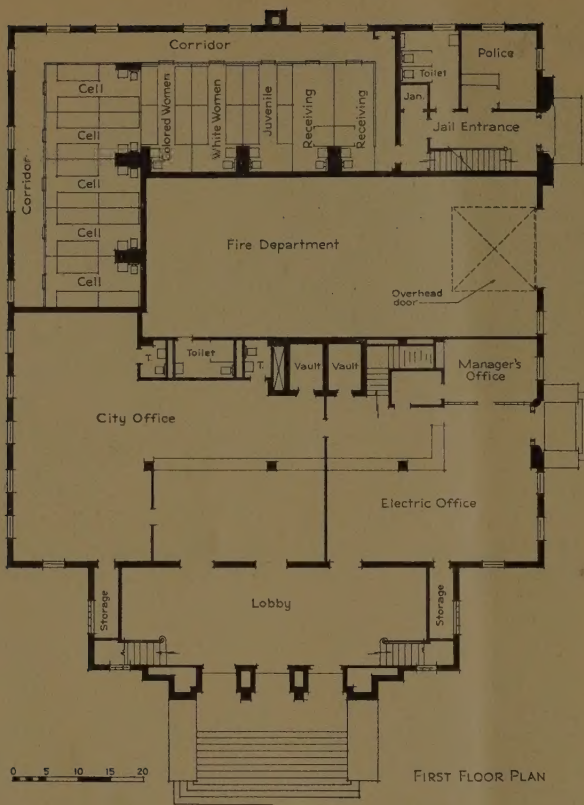 Corridor
Toilet
Police
Cell
Colored Women
White Women
Juvenile
Receiving
Receiving
Jan.
Jail Entrance
Cell
Cell
Corridor
Cell
Cell
Fire Department
Overhead
door
T.
Toilet
T.
Vault
Vault
Manager's
Office
City Office
Electric Office
Storage
Lobby
Storage
0 5 10 15 20
FIRST FLOOR PLAN